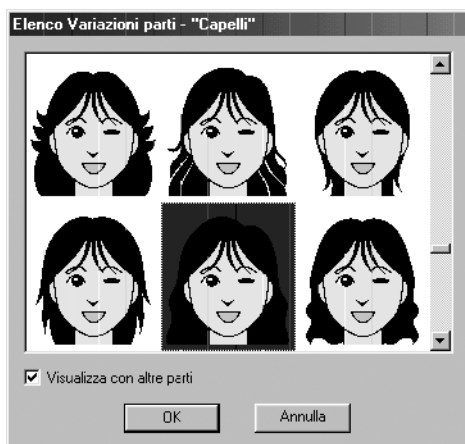 Elenco Variazioni parti - "Capelli"
Visualizza con altre parti
OK
Annulla